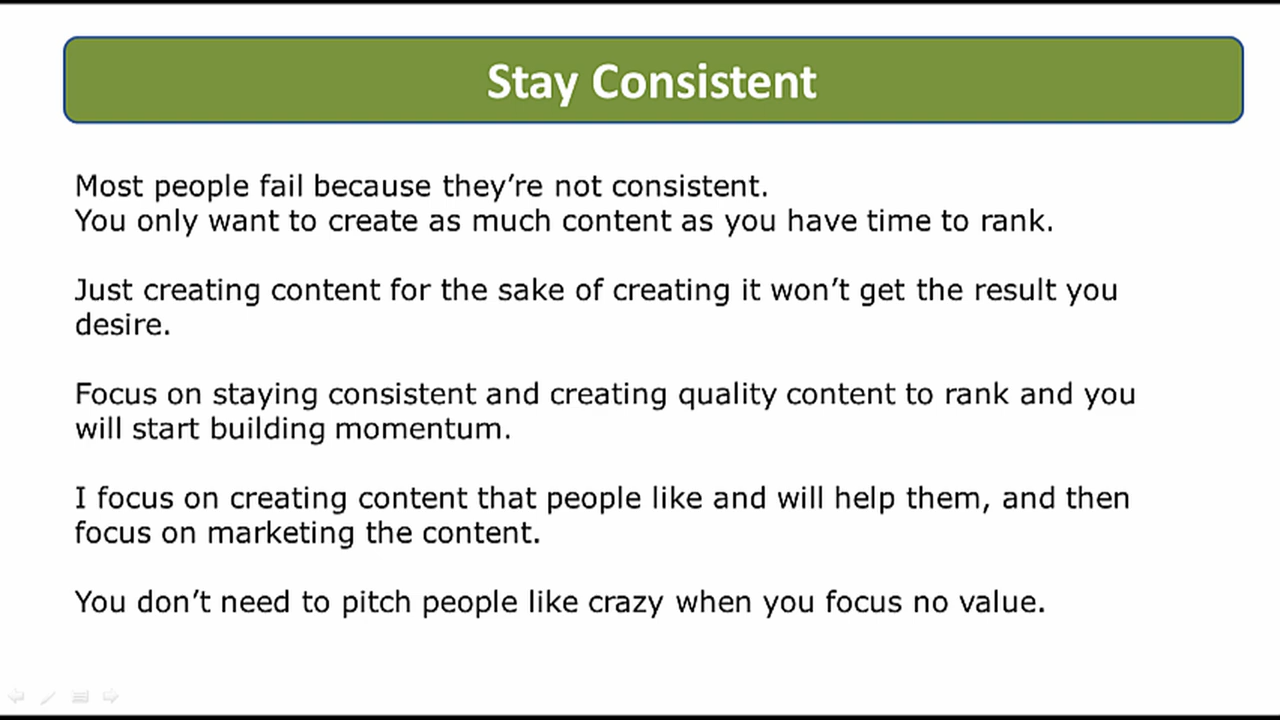 Stay Consistent
Most people fail because they’re not consistent.
You only want to create as much content as you have time to rank.
Just creating content for the sake of creating it won’t get the result you
desire.
Focus on staying consistent and creating quality content to rank and you
will start building momentum.
I focus on creating content that people like and will help them, and then
focus on marketing the content.
You don’t need to pitch people like crazy when you focus no value.